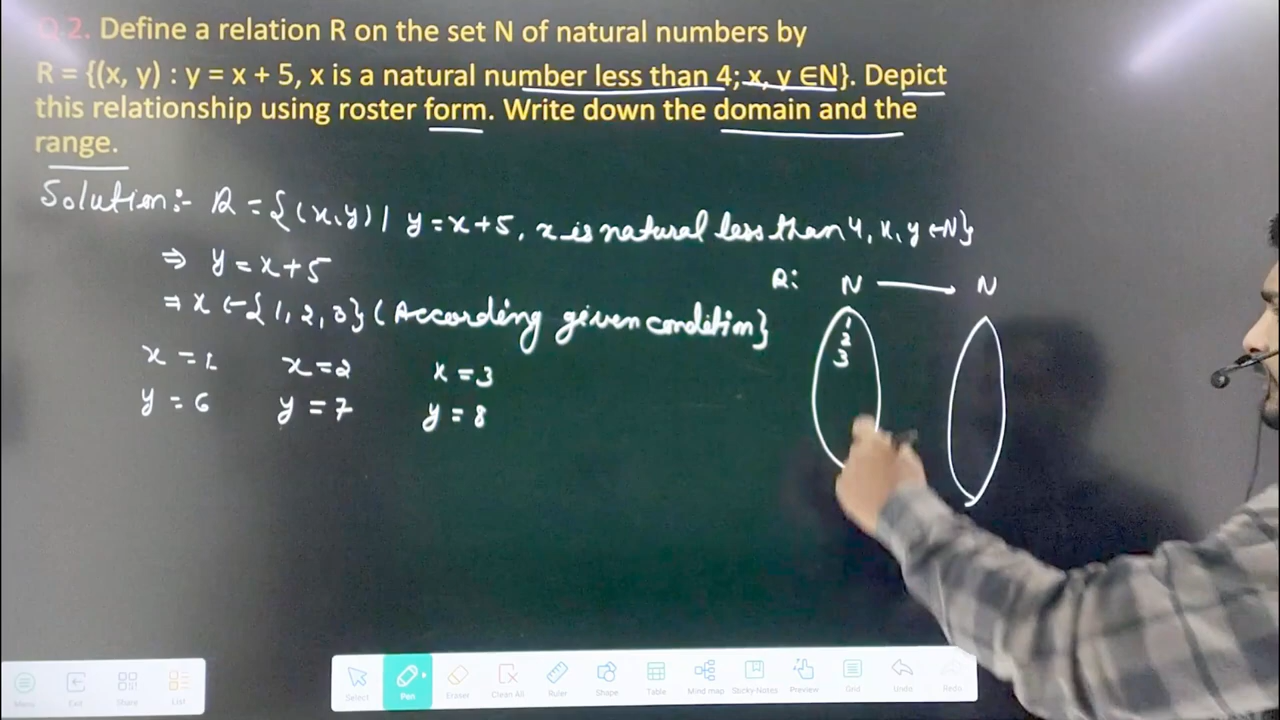 Q.2. Define a relation R on the set N of natural numbers by
R = {(x, y) : y = x + 5, x is a natural number less than 4; x, y ∈N}. Depict
this relationship using roster form. Write down the domain and the
range.
Solution:- R = {(x,y) | y = x+5, x is natural less than 4, x, y ∈ N}
⇒ y = x+5
R: N → N
⇒ x ∈ {1, 2, 3} (According given condition}
1
2
3
x = 1 x = 2 x = 3
y = 6 y = 7 y = 8
Menu Exit Share List Select Pen Eraser Clean All Ruler Shape Table Mind map Sticky-Notes Preview Grid Undo Redo